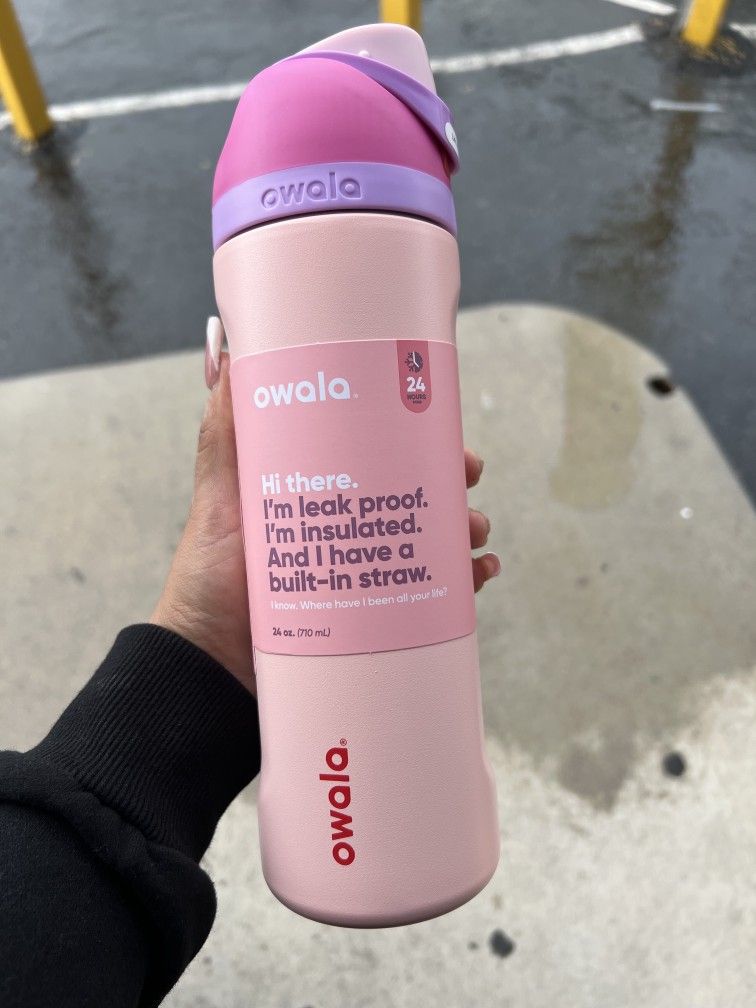 owala
owala®
24
HOURS
Hi there.
I'm leak proof.
I'm insulated.
And I have a
built-in straw.
I know. Where have I been all your life?
24 oz. (710 mL)
owala®